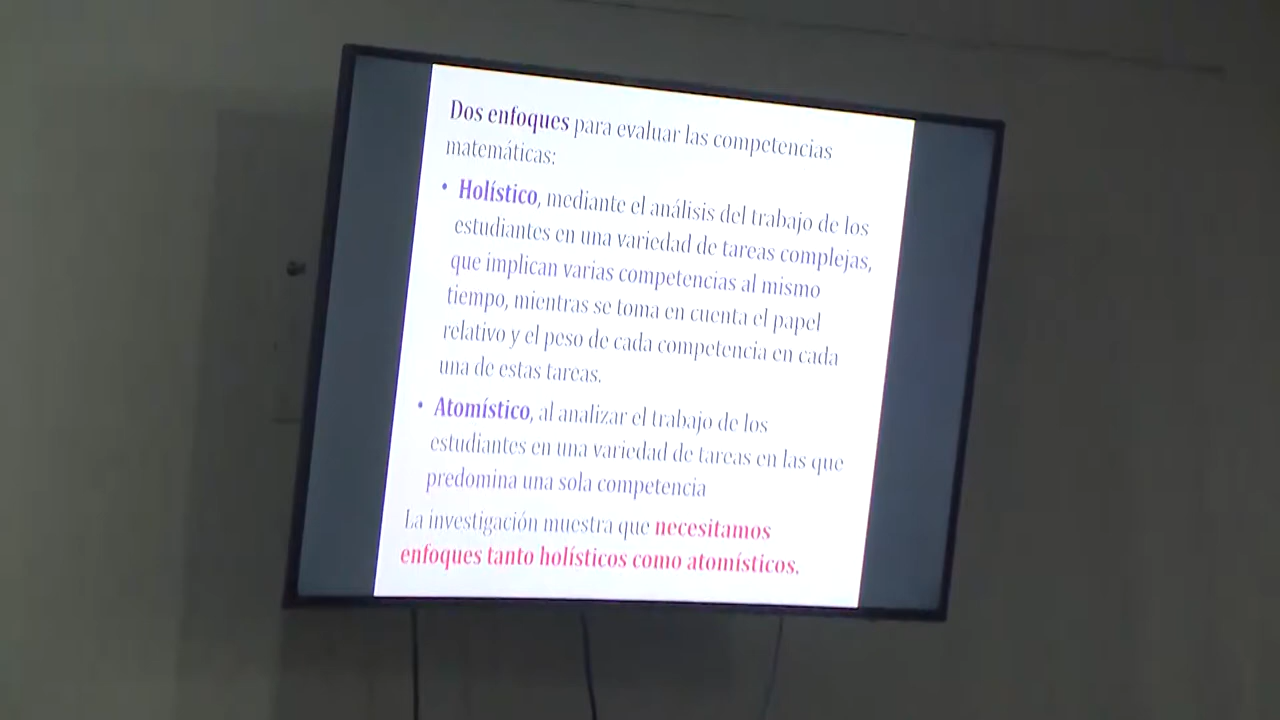 Dos enfoques para evaluar las competencias
matemáticas:
• Holístico, mediante el análisis del trabajo de los
estudiantes en una variedad de tareas complejas,
que implican varias competencias al mismo
tiempo, mientras se toma en cuenta el papel
relativo y el peso de cada competencia en cada
una de estas tareas.
• Atomístico, al analizar el trabajo de los
estudiantes en una variedad de tareas en las que
predomina una sola competencia
La investigación muestra que necesitamos
enfoques tanto holísticos como atomísticos.